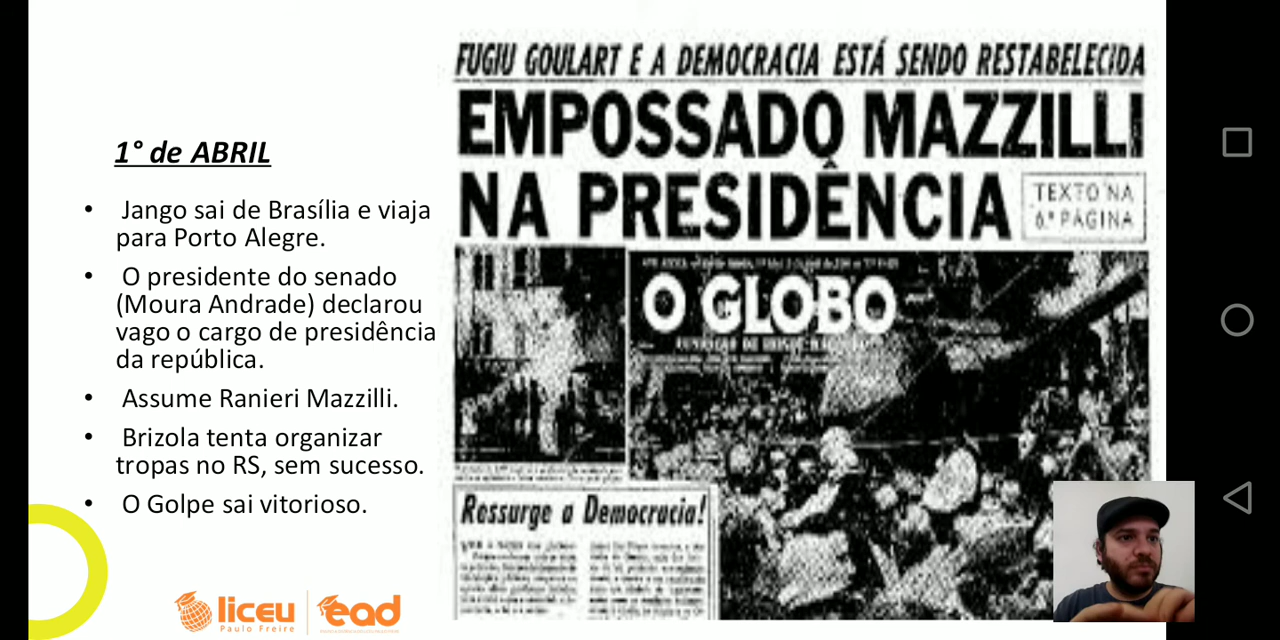 1° de ABRIL
• Jango sai de Brasília e viaja
para Porto Alegre.
• O presidente do senado
(Moura Andrade) declarou
vago o cargo de presidência
da república.
• Assume Ranieri Mazzilli.
• Brizola tenta organizar
tropas no RS, sem sucesso.
• O Golpe sai vitorioso.
liceu
Paulo Freire
ead
FUGIU GOULART E A DEMOCRACIA ESTÁ SENDO RESTABELECIDA
EMPOSSADO MAZZILLI
NA PRESIDÊNCIA
TEXTO NA
6.ª PÁGINA
O GLOBO
Ressurge a Democracia!